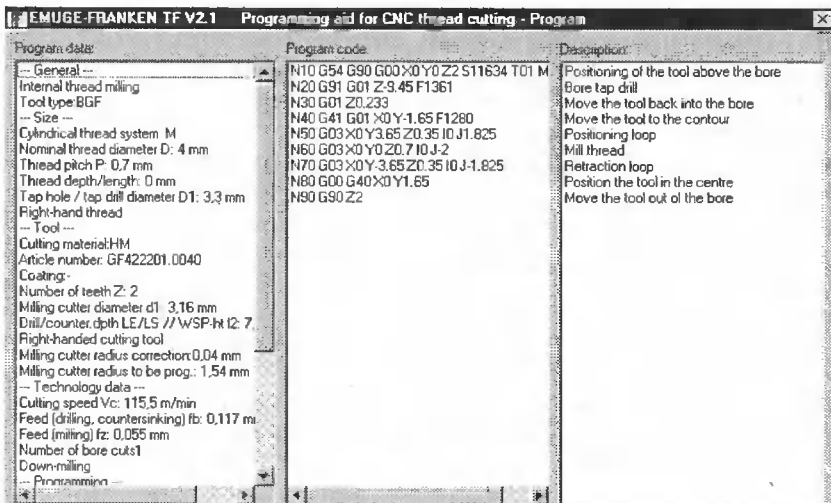 EMUGE-FRANKEN TF V2.1 Programming aid for CNC thread cutting - Program
Program data:
--- General ---
Internal thread milling
Tool type:BGF
--- Size ---
Cylindrical thread system M
Nominal thread diameter D: 4 mm
Thread pitch P: 0,7 mm
Thread depth/length: 0 mm
Tap hole / tap drill diameter D1: 3,3 mm
Right-hand thread
--- Tool ---
Cutting material:HM
Article number: GF422201.0040
Coating:-
Number of teeth Z: 2
Milling cutter diameter d1: 3,16 mm
Drill/counter.dpth LE/LS // WSP-ht l2: 7,
Right-handed cutting tool
Milling cutter radius correction:0,04 mm
Milling cutter radius to be prog.: 1,54 mm
--- Technology data ---
Cutting speed Vc: 115,5 m/min
Feed (drilling, countersinking) fb: 0,117 m
Feed (milling) fz: 0,055 mm
Number of bore cuts1
Down-milling
--- Programming ---
Program code:
N10 G54 G90 G00 X0 Y0 Z2 S11634 T01 M
N20 G91 G01 Z-9.45 F1361
N30 G01 Z0.233
N40 G41 G01 X0 Y-1.65 F1280
N50 G03 X0 Y3.65 Z0.35 I0 J1.825
N60 G03 X0 Y0 Z0.7 I0 J-2
N70 G03 X0 Y-3.65 Z0.35 I0 J-1.825
N80 G00 G40 X0 Y1.65
N90 G90 Z2
Description:
Positioning of the tool above the bore
Bore tap drill
Move the tool back into the bore
Move the tool to the contour
Positioning loop
Mill thread
Retraction loop
Position the tool in the centre
Move the tool out of the bore